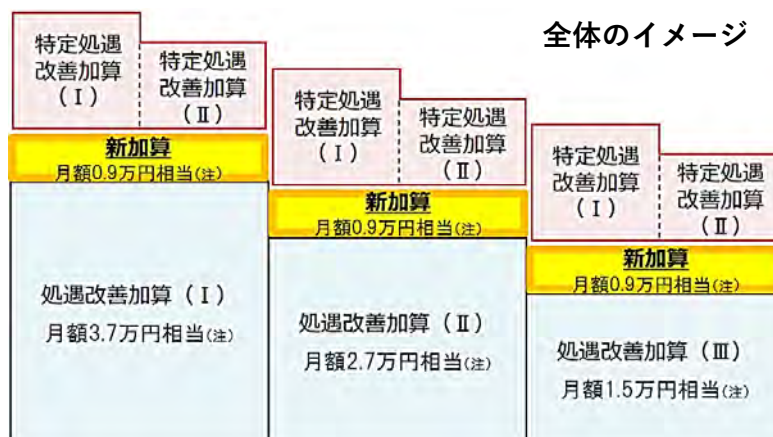 全体のイメージ
特定処遇
改善加算
(Ⅰ)
特定処遇
改善加算
(Ⅱ)
新加算
月額0.9万円相当(注)
処遇改善加算(Ⅰ)
月額3.7万円相当(注)
特定処遇
改善加算
(Ⅰ)
特定処遇
改善加算
(Ⅱ)
新加算
月額0.9万円相当(注)
処遇改善加算(Ⅱ)
月額2.7万円相当(注)
特定処遇
改善加算
(Ⅰ)
特定処遇
改善加算
(Ⅱ)
新加算
月額0.9万円相当(注)
処遇改善加算(Ⅲ)
月額1.5万円相当(注)